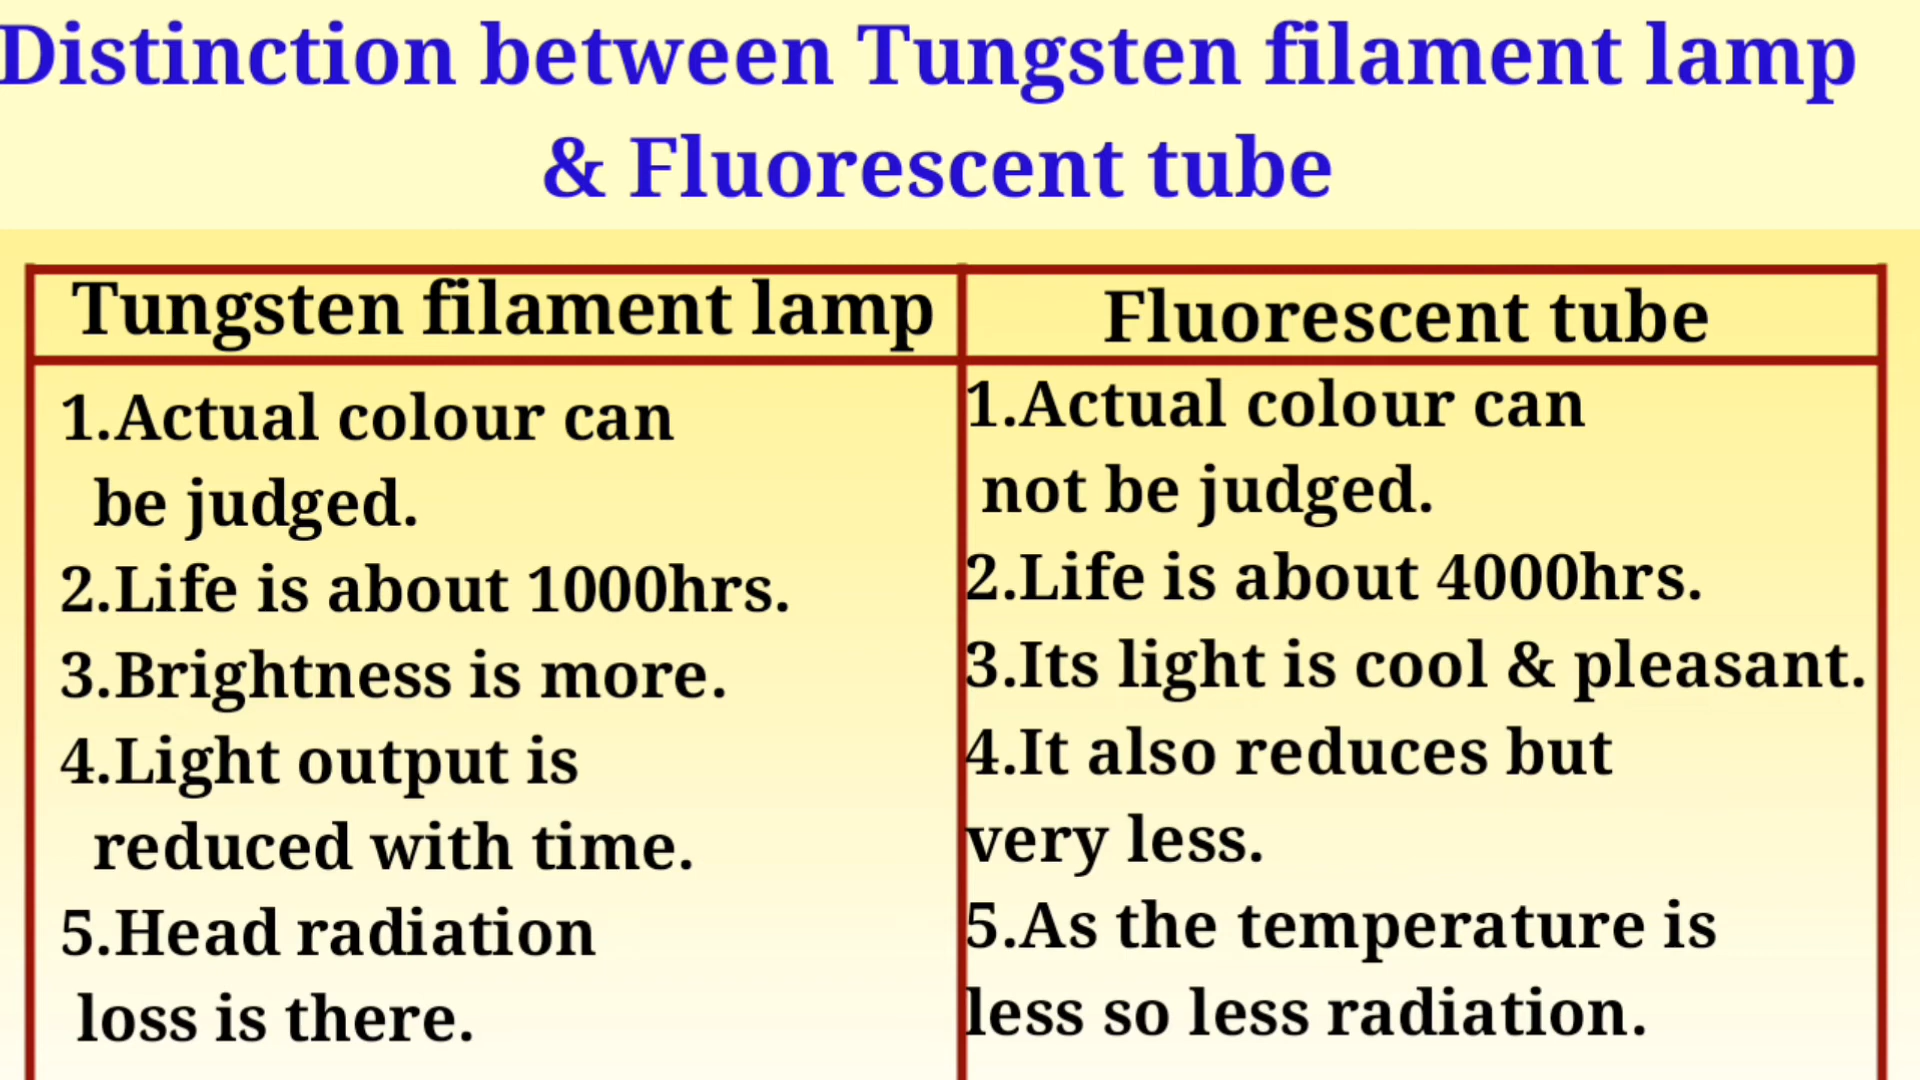 Distinction between Tungsten filament lamp
& Fluorescent tube
Tungsten filament lamp
Fluorescent tube
1.Actual colour can
be judged.
2.Life is about 1000hrs.
3.Brightness is more.
4.Light output is
reduced with time.
5.Head radiation
loss is there.
1.Actual colour can
not be judged.
2.Life is about 4000hrs.
3.Its light is cool & pleasant.
4.It also reduces but
very less.
5.As the temperature is
less so less radiation.